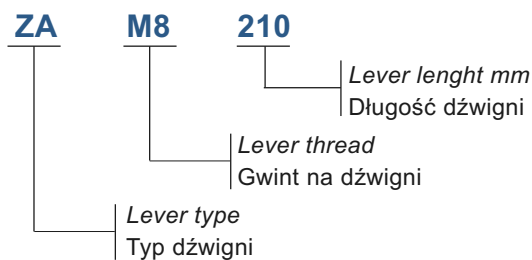 ZA M8 210
Lever lenght mm
Długość dźwigni
Lever thread
Gwint na dźwigni
Lever type
Typ dźwigni